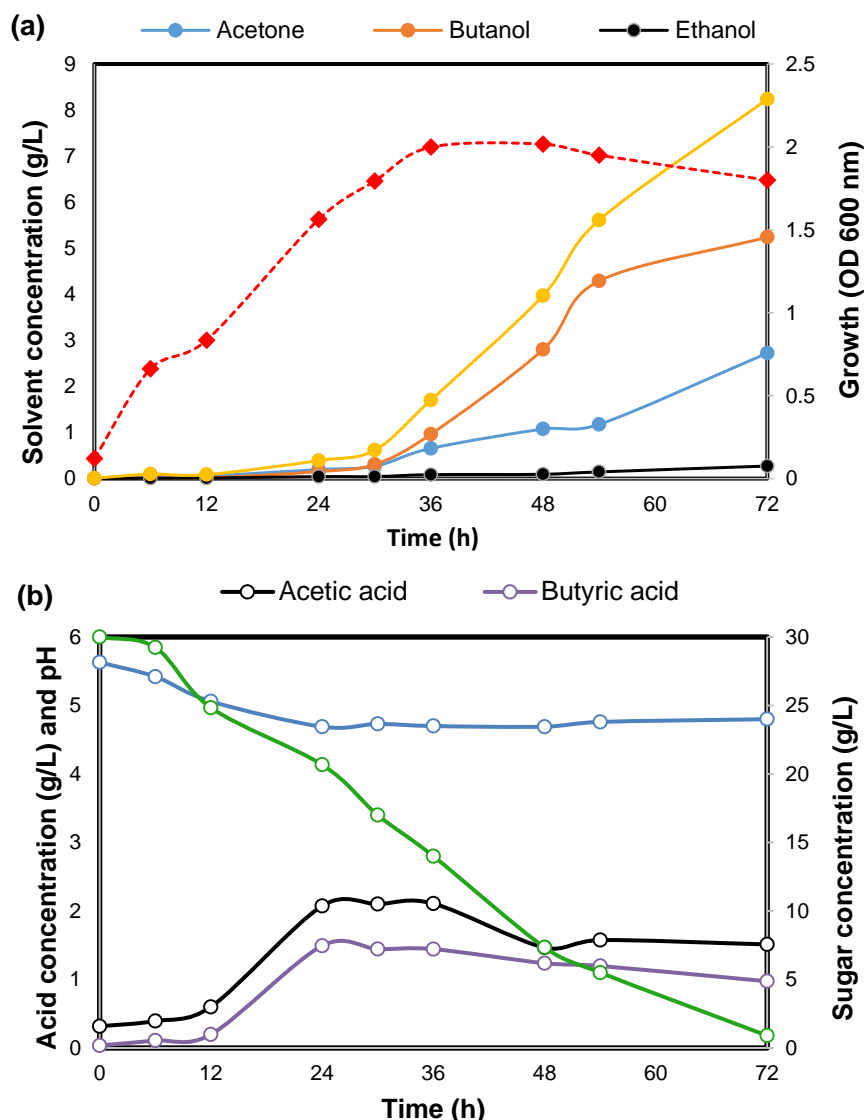 (a)
Acetone Butanol Ethanol
Solvent concentration (g/L)
9
8
7
6
5
4
3
2
1
0
2.5
2
1.5
1
0.5
0
Growth (OD 600 nm)
0 12 24 36 48 60 72
Time (h)
(b)
Acetic acid Butyric acid
Acid concentration (g/L) and pH
6
5
4
3
2
1
0
30
25
20
15
10
5
0
Sugar concentration (g/L)
0 12 24 36 48 60 72
Time (h)